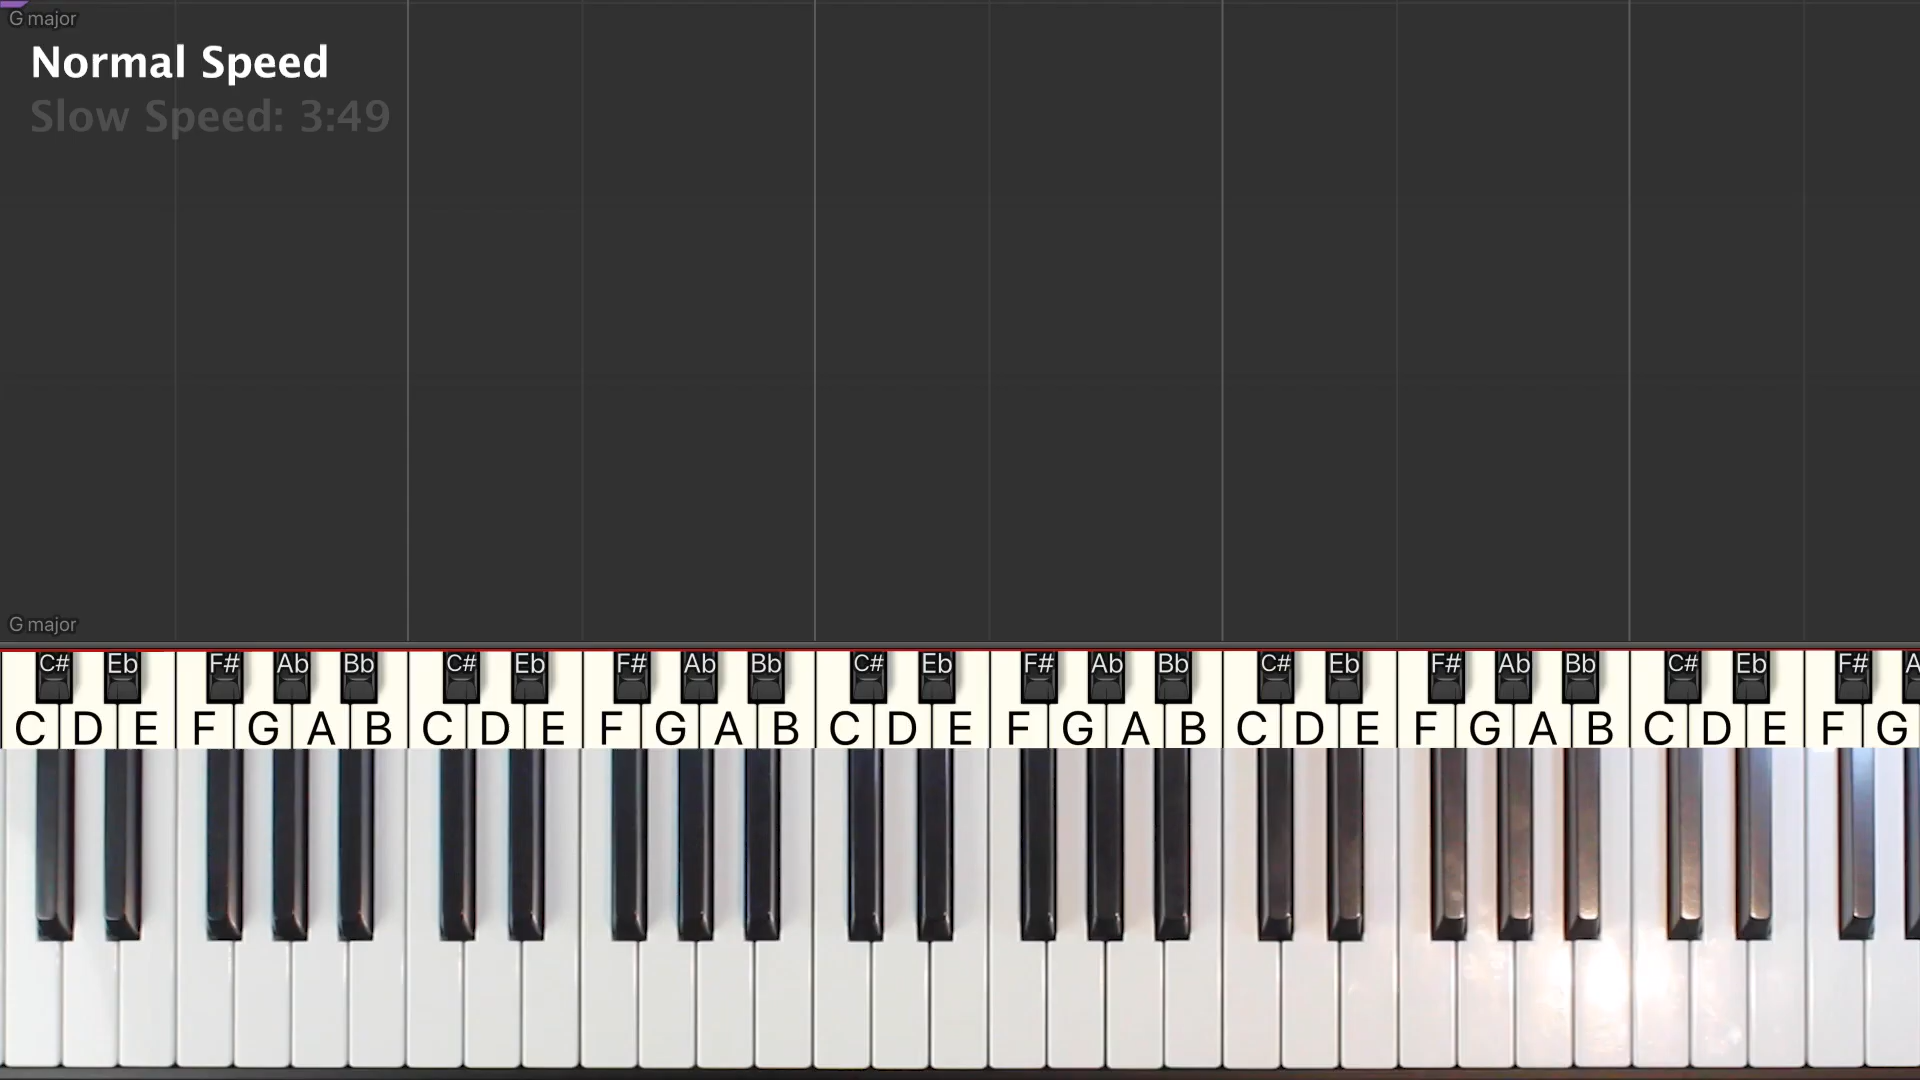 G major
Normal Speed
Slow Speed: 3:49
G major
C# Eb F# Ab Bb C# Eb F# Ab Bb C# Eb F# Ab Bb C# Eb F# Ab Bb C# Eb F# A
C D E F G A B C D E F G A B C D E F G A B C D E F G A B C D E F G